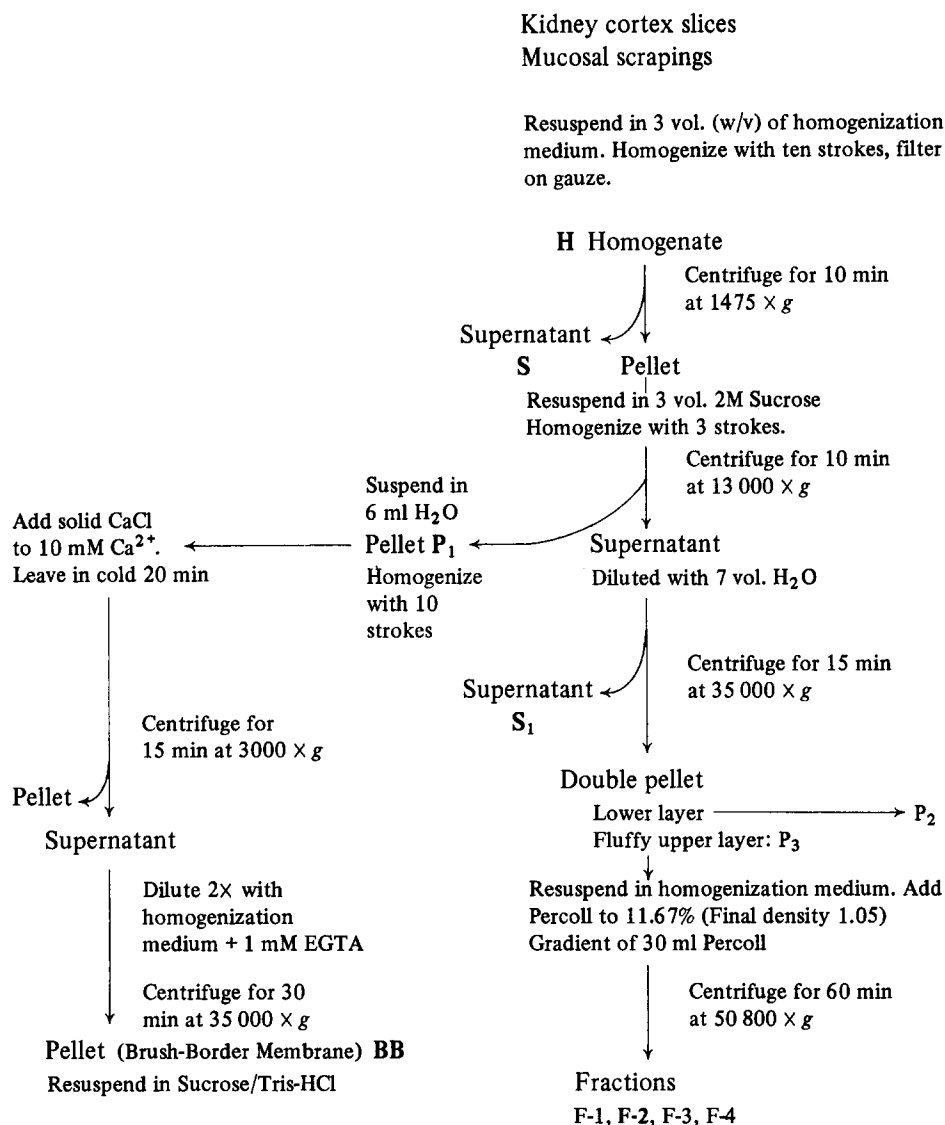 Kidney cortex slices
Mucosal scrapings
Resuspend in 3 vol. (w/v) of homogenization
medium. Homogenize with ten strokes, filter
on gauze.
H Homogenate
Centrifuge for 10 min
at 1475 × g
Supernatant
S
Pellet
Resuspend in 3 vol. 2M Sucrose
Homogenize with 3 strokes.
Centrifuge for 10 min
at 13 000 × g
Suspend in
6 ml H₂O
Pellet P₁
Homogenize
with 10
strokes
Add solid CaCl
to 10 mM Ca²⁺.
Leave in cold 20 min
Supernatant
Diluted with 7 vol. H₂O
Centrifuge for 15 min
at 35 000 × g
Supernatant
S₁
Centrifuge for
15 min at 3000 × g
Pellet
Supernatant
Dilute 2× with
homogenization
medium + 1 mM EGTA
Centrifuge for 30
min at 35 000 × g
Pellet (Brush-Border Membrane) BB
Resuspend in Sucrose/Tris-HCl
Double pellet
Lower layer
P₂
Fluffy upper layer: P₃
Resuspend in homogenization medium. Add
Percoll to 11.67% (Final density 1.05)
Gradient of 30 ml Percoll
Centrifuge for 60 min
at 50 800 × g
Fractions
F-1, F-2, F-3, F-4